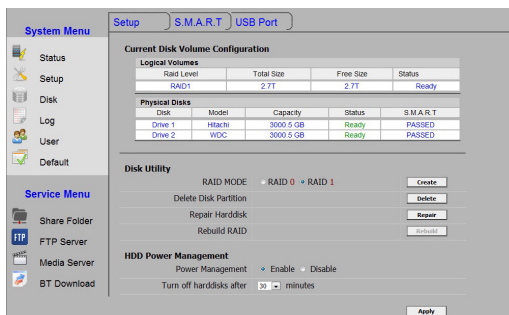 System Menu
Status
Setup
Disk
Log
User
Default
Service Menu
Share Folder
FTP FTP Server
Media Server
BT Download
Setup S.M.A.R.T USB Port
Current Disk Volume Configuration
Logical Volumes
Raid Level Total Size Free Size Status
RAID1 2.7T 2.7T Ready
Physical Disks
Disk Model Capacity Status S.M.A.R.T
Drive 1 Hitachi 3000.5 GB Ready PASSED
Drive 2 WDC 3000.5 GB Ready PASSED
Disk Utility
RAID MODE RAID 0 RAID 1 Create
Delete Disk Partition Delete
Repair Harddisk Repair
Rebuild RAID Rebuild
HDD Power Management
Power Management Enable Disable
Turn off harddisks after 30 minutes
Apply